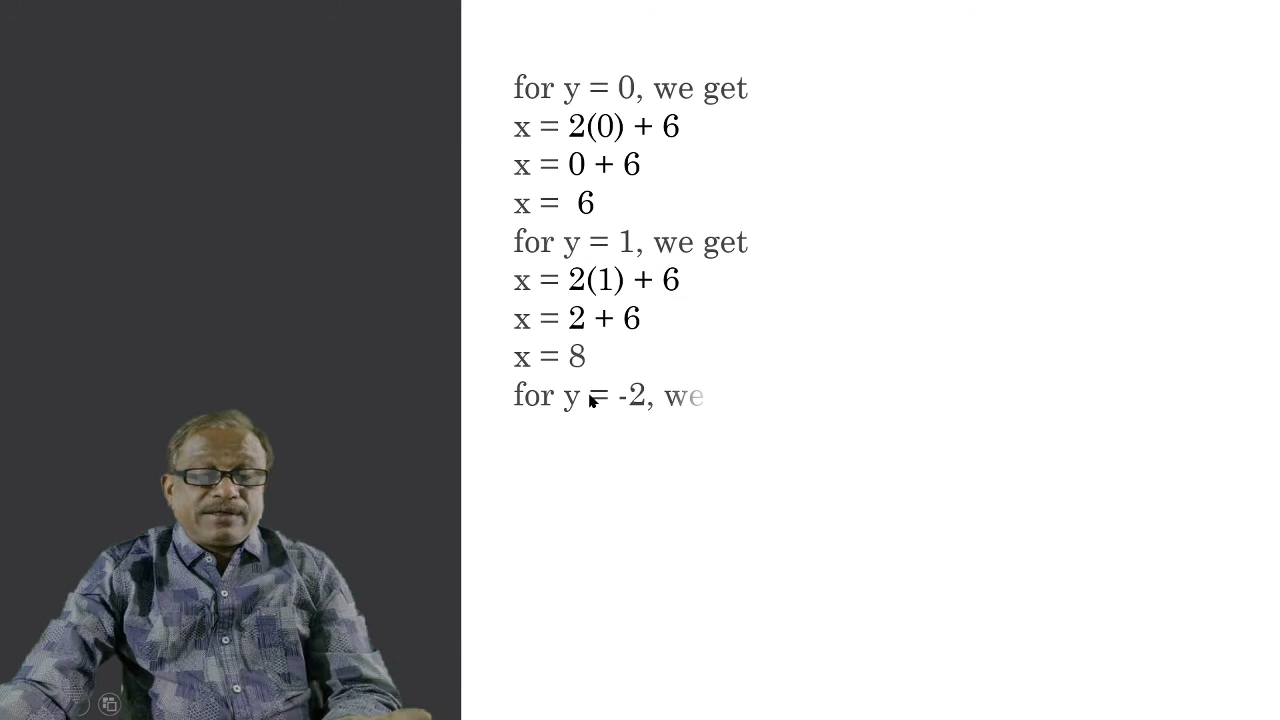 for y = 0, we get
x = 2(0) + 6
x = 0 + 6
x = 6
for y = 1, we get
x = 2(1) + 6
x = 2 + 6
x = 8
for y = -2, we